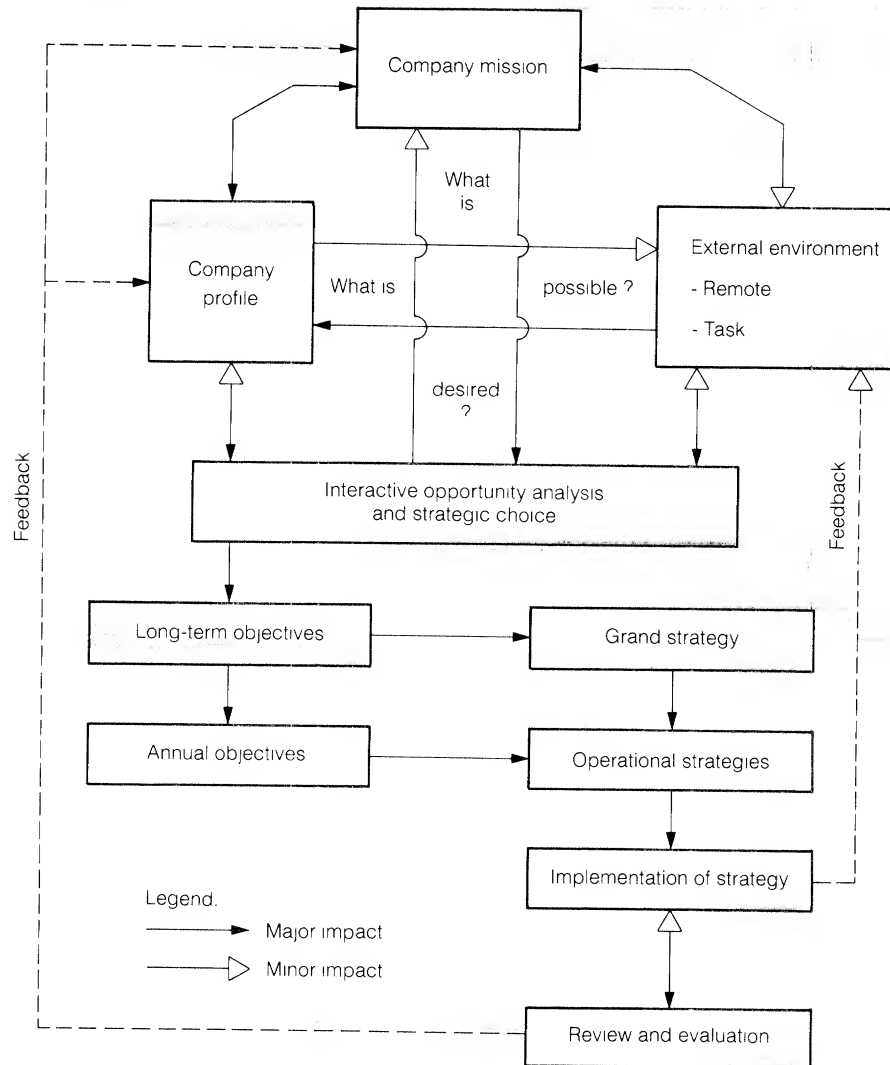 Company mission
What
is
External environment
- Remote
- Task
Company
profile
What is
possible ?
desired
?
Feedback
Feedback
Interactive opportunity analysis
and strategic choice
Long-term objectives
Grand strategy
Annual objectives
Operational strategies
Implementation of strategy
Legend.
Major impact
Minor impact
Review and evaluation